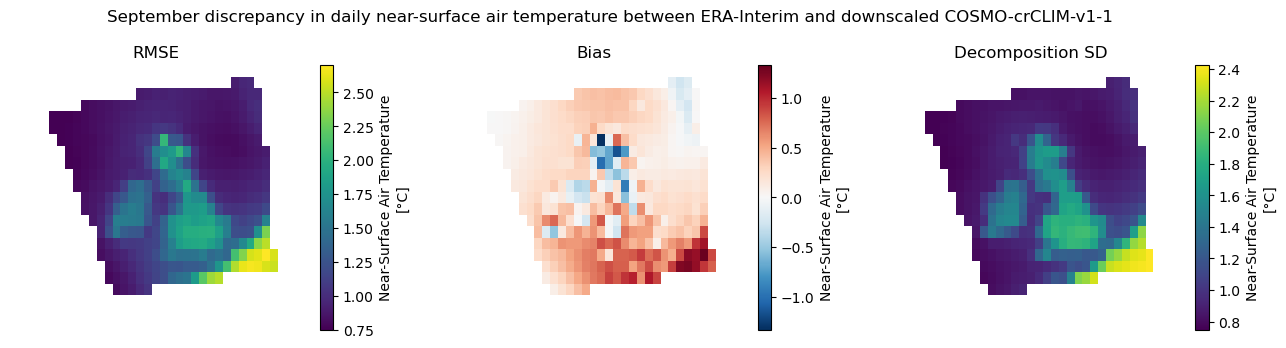 September discrepancy in daily near-surface air temperature between ERA-Interim and downscaled COSMO-crCLIM-v1-1
RMSE
2.50
2.25
2.00
1.75
1.50
1.25
1.00
0.75
Near-Surface Air Temperature
[°C]
Bias
1.0
0.5
0.0
−0.5
−1.0
Near-Surface Air Temperature
[°C]
Decomposition SD
2.4
2.2
2.0
1.8
1.6
1.4
1.2
1.0
0.8
Near-Surface Air Temperature
[°C]